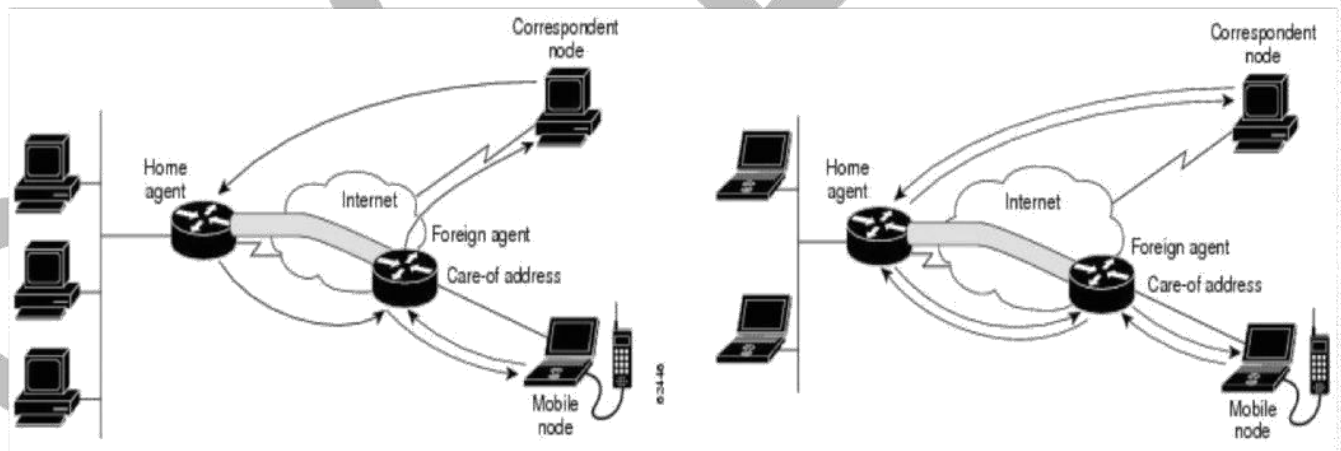 Correspondent
node
Home
agent
Internet
Foreign agent
Care-of address
Mobile
node
62446
Correspondent
node
Home
agent
Internet
Foreign agent
Care-of address
Mobile
node